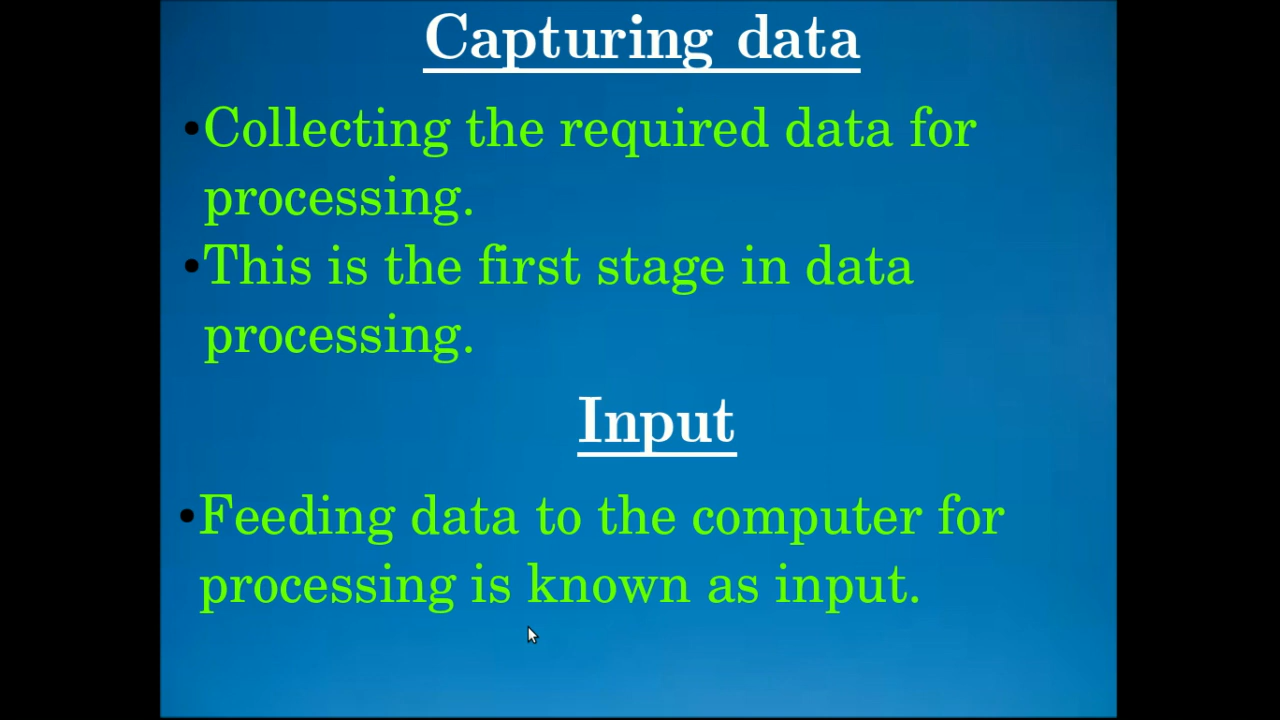 Capturing data
•Collecting the required data for
processing.
•This is the first stage in data
processing.
Input
•Feeding data to the computer for
processing is known as input.